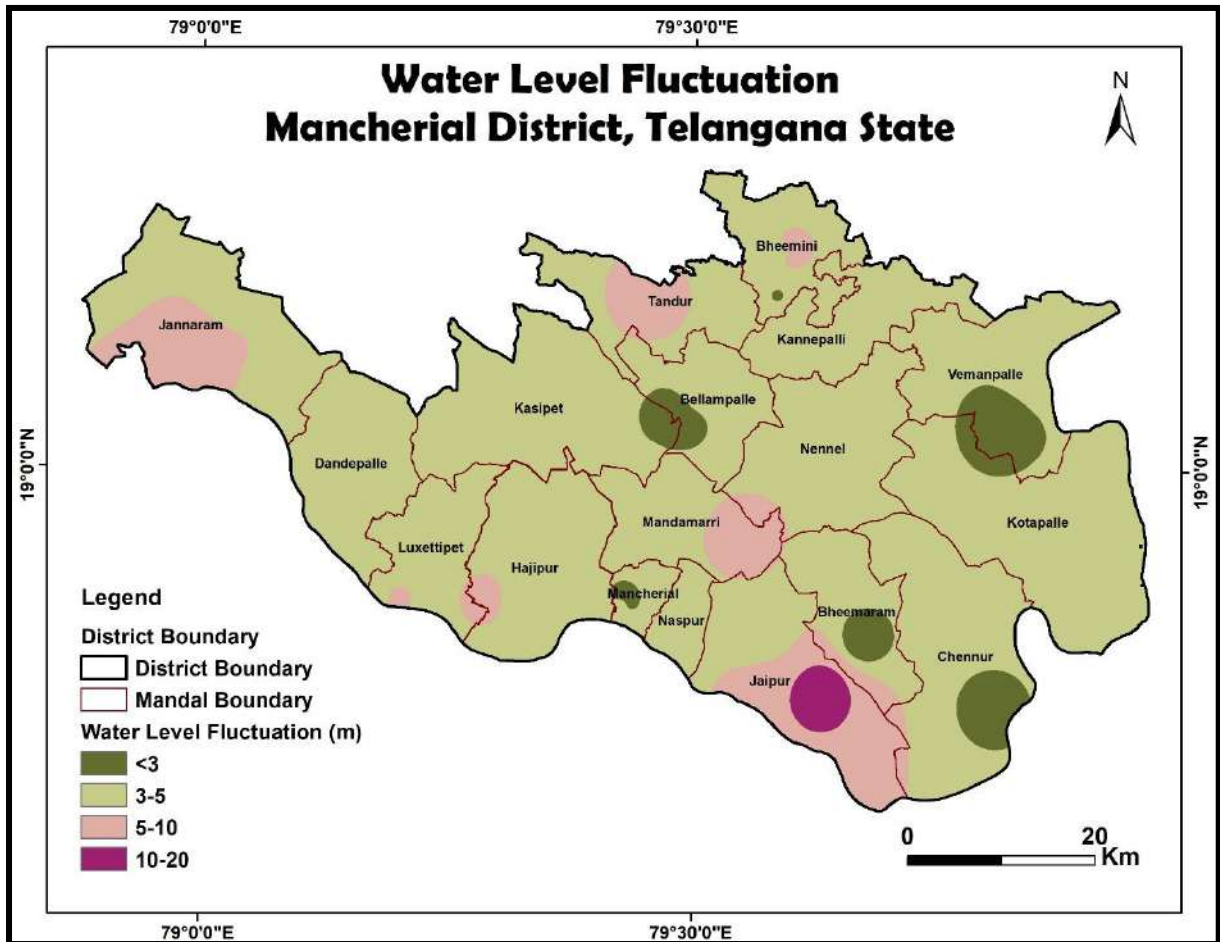 79°0'0"E
79°30'0"E
Water Level Fluctuation
Mancherial District, Telangana State
N
Bheemini
Tandur
Jannaram
Kannepalli
Vemanpalle
Bellampalle
Kasipet
Nennel
Dandepalle
19°0'0"N
19°0'0"N
Mandamarri
Kotapalle
Luxettipet
Hajipur
Mancherial
Naspur
Bheemaram
Chennur
Jaipur
Legend
District Boundary
District Boundary
Mandal Boundary
Water Level Fluctuation (m)
<3
3-5
5-10
10-20
0 20
Km
79°0'0"E
79°30'0"E